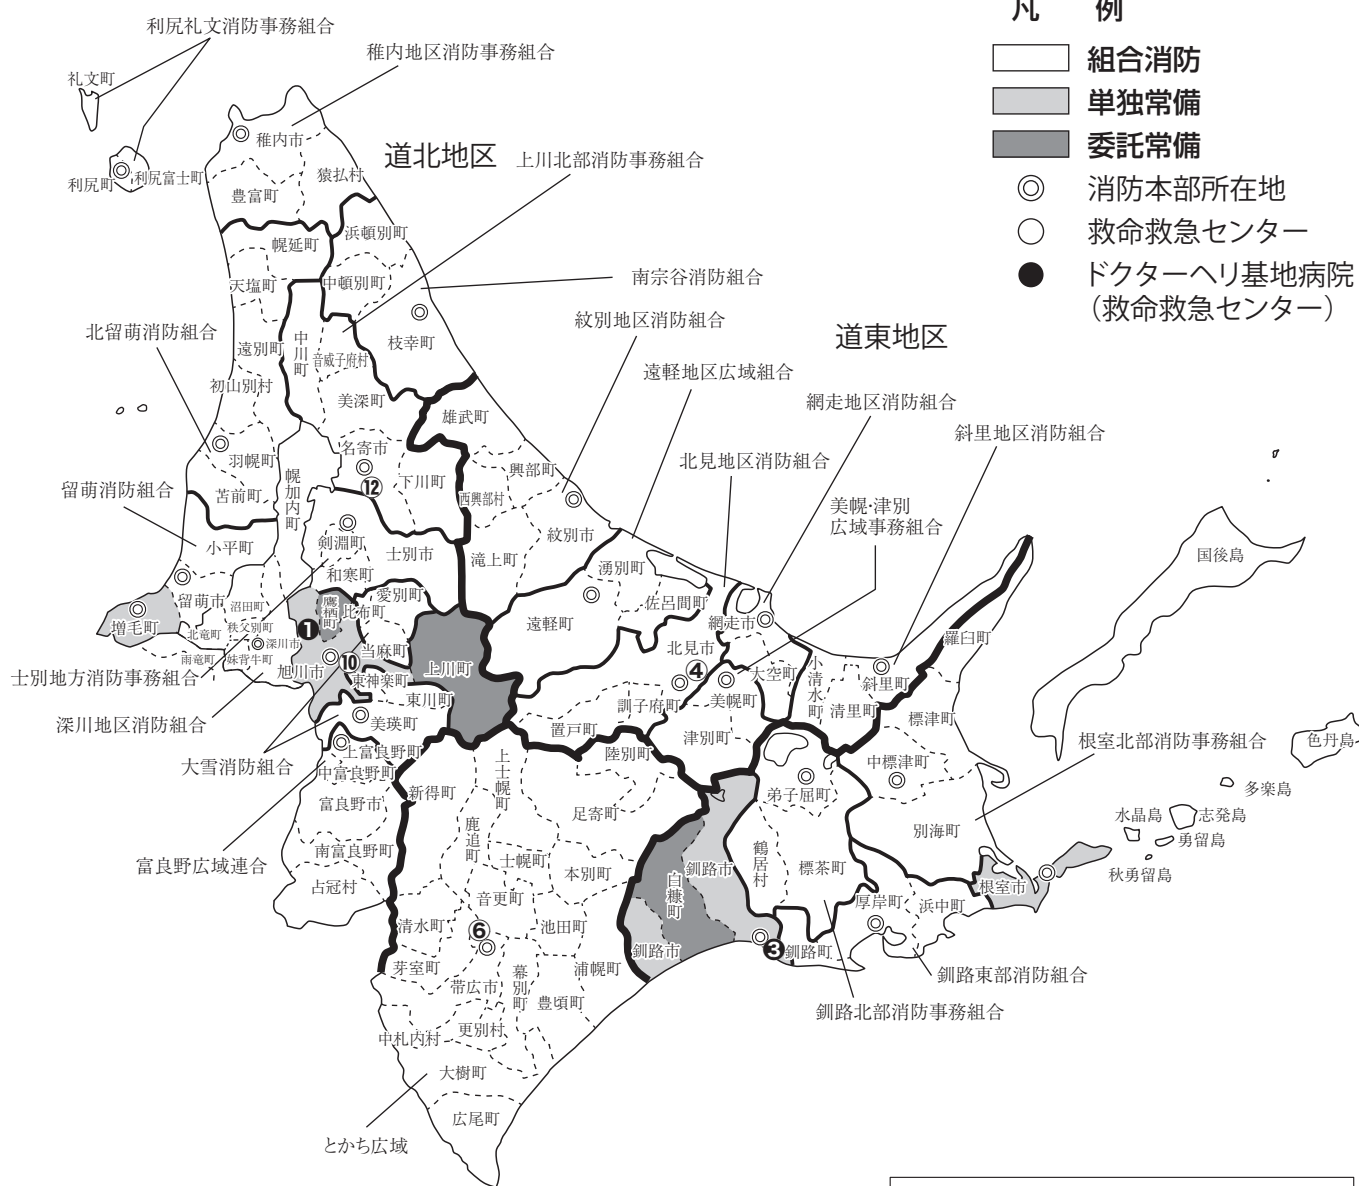 凡 例
組合消防
単独常備
委託常備
消防本部所在地
救命救急センター
ドクターヘリ基地病院
（救命救急センター）
利尻礼文消防事務組合
稚内地区消防事務組合
礼文町
稚内市
道北地区
上川北部消防事務組合
利尻町
利尻富士町
猿払村
豊富町
浜頓別町
幌延町
天塩町
中頓別町
南宗谷消防組合
紋別地区消防組合
道東地区
北留萌消防組合
遠別町
中川町
音威子府村
枝幸町
遠軽地区広域組合
初山別村
美深町
雄武町
網走地区消防組合
斜里地区消防組合
羽幌町
名寄市
興部町
北見地区消防組合
留萌消防組合
苫前町
幌加内町
⑫
下川町
西興部村
美幌・津別
広域事務組合
小平町
剣淵町
士別市
滝上町
紋別市
国後島
和寒町
湧別町
留萌市
沼田町
鷹栖町
比布町
愛別町
佐呂間町
増毛町
北竜町
秩父別町
❶
遠軽町
網走市
羅臼町
雨竜町
妹背牛町
深川市
当麻町
北見市
④
旭川市
⑩
上川町
大空町
小清水町
斜里町
士別地方消防事務組合
東神楽町
東川町
訓子府町
美幌町
清里町
標津町
深川地区消防組合
美瑛町
置戸町
津別町
根室北部消防事務組合
色丹島
大雪消防組合
上富良野町
中富良野町
上士幌町
陸別町
中標津町
富良野市
新得町
足寄町
弟子屈町
多楽島
水晶島
志発島
鹿追町
別海町
勇留島
富良野広域連合
南富良野町
士幌町
本別町
釧路市
鶴居村
標茶町
秋勇留島
占冠村
音更町
白糠町
厚岸町
浜中町
根室市
清水町
⑥
池田町
釧路市
❸
釧路町
芽室町
帯広市
幕別町
浦幌町
豊頃町
釧路東部消防組合
中札内村
更別村
釧路北部消防事務組合
大樹町
広尾町
とかち広域